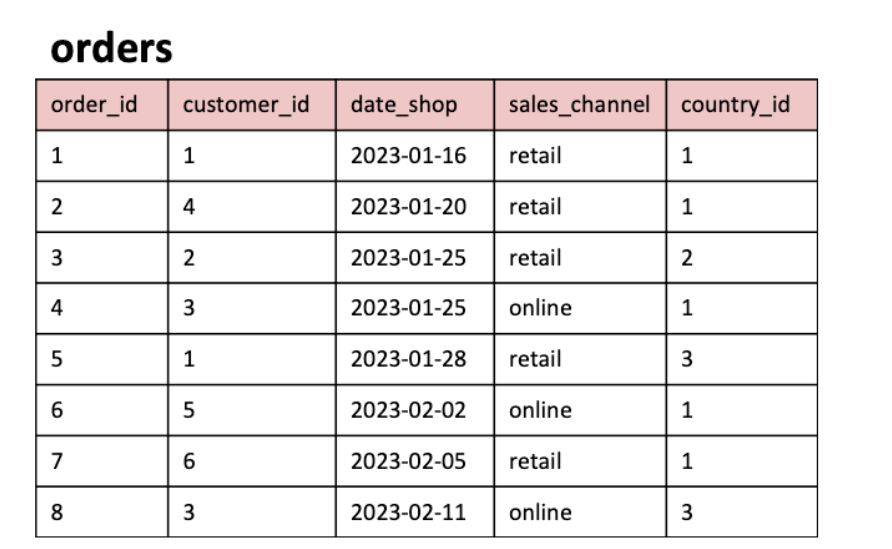 orders
order_id customer_id date_shop sales_channel country_id
1 1 2023-01-16 retail 1
2 4 2023-01-20 retail 1
3 2 2023-01-25 retail 2
4 3 2023-01-25 online 1
5 1 2023-01-28 retail 3
6 5 2023-02-02 online 1
7 6 2023-02-05 retail 1
8 3 2023-02-11 online 3